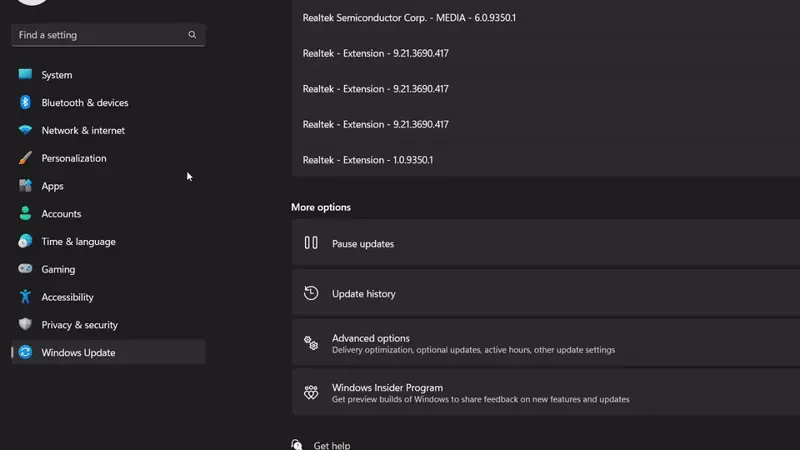 Find a setting
System
Bluetooth & devices
Network & internet
Personalization
Apps
Accounts
Time & language
Gaming
Accessibility
Privacy & security
Windows Update
Realtek Semiconductor Corp. - MEDIA - 6.0.9350.1
Realtek - Extension - 9.21.3690.417
Realtek - Extension - 9.21.3690.417
Realtek - Extension - 9.21.3690.417
Realtek - Extension - 1.0.9350.1
More options
Pause updates
Update history
Advanced options
Delivery optimization, optional updates, active hours, other update settings
Windows Insider Program
Get preview builds of Windows to share feedback on new features and updates
Get help